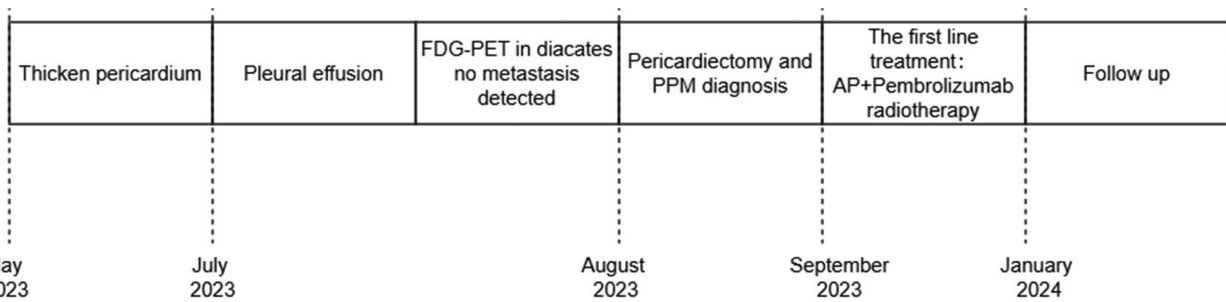 Thicken pericardium
Pleural effusion
FDG-PET in diacates
no metastasis
detected
Pericardiectomy and
PPM diagnosis
The first line
treatment:
AP+Pembrolizumab
radiotherapy
Follow up
July
2023
August
2023
September
2023
January
2024